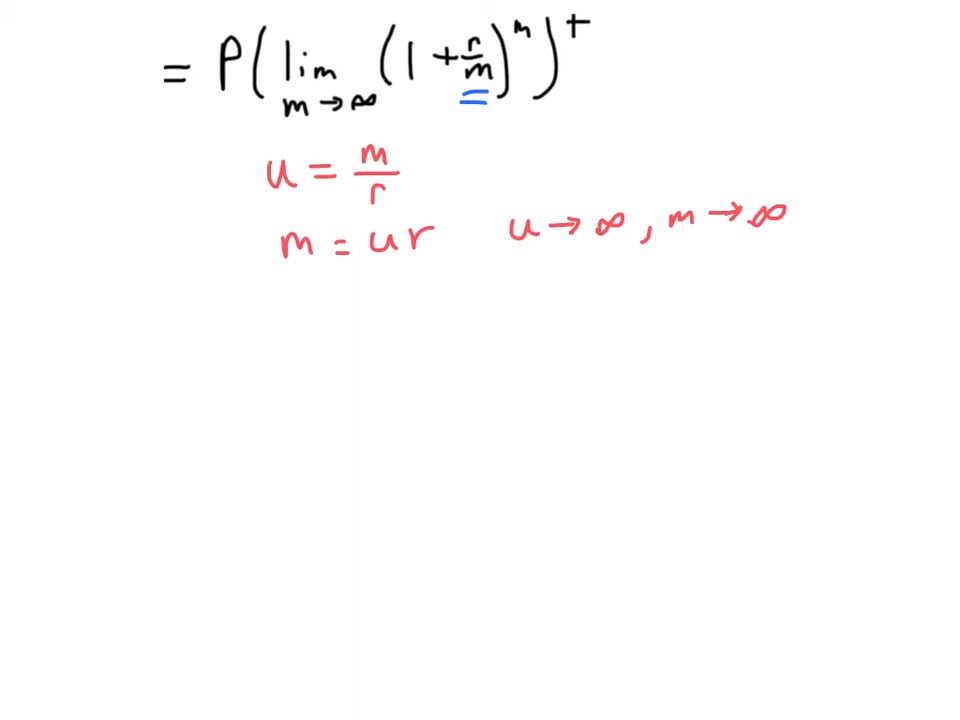 = P(lim m→∞ (1 + r/m)^m)^t
u = m/r
m = ur u→∞, m→∞